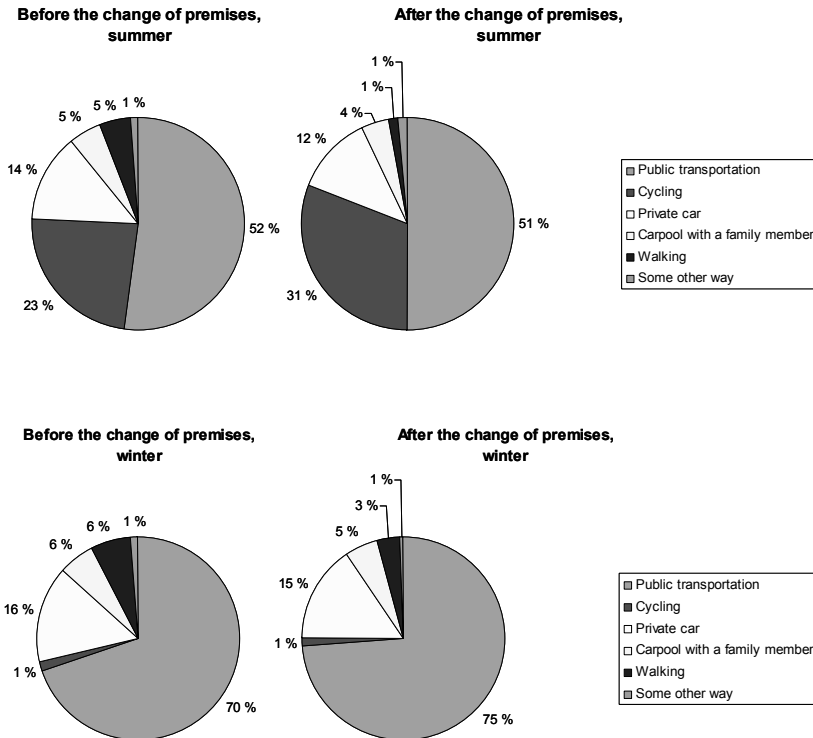 Before the change of premises,
summer
After the change of premises,
summer
1 %
5 %
5 %
1 %
1 %
4 %
14 %
12 %
52 %
51 %
23 %
31 %
Public transportation
Cycling
Private car
Carpool with a family member
Walking
Some other way
Before the change of premises,
winter
After the change of premises,
winter
1 %
6 %
6 %
1 %
3 %
5 %
16 %
15 %
1 %
1 %
70 %
75 %
Public transportation
Cycling
Private car
Carpool with a family member
Walking
Some other way